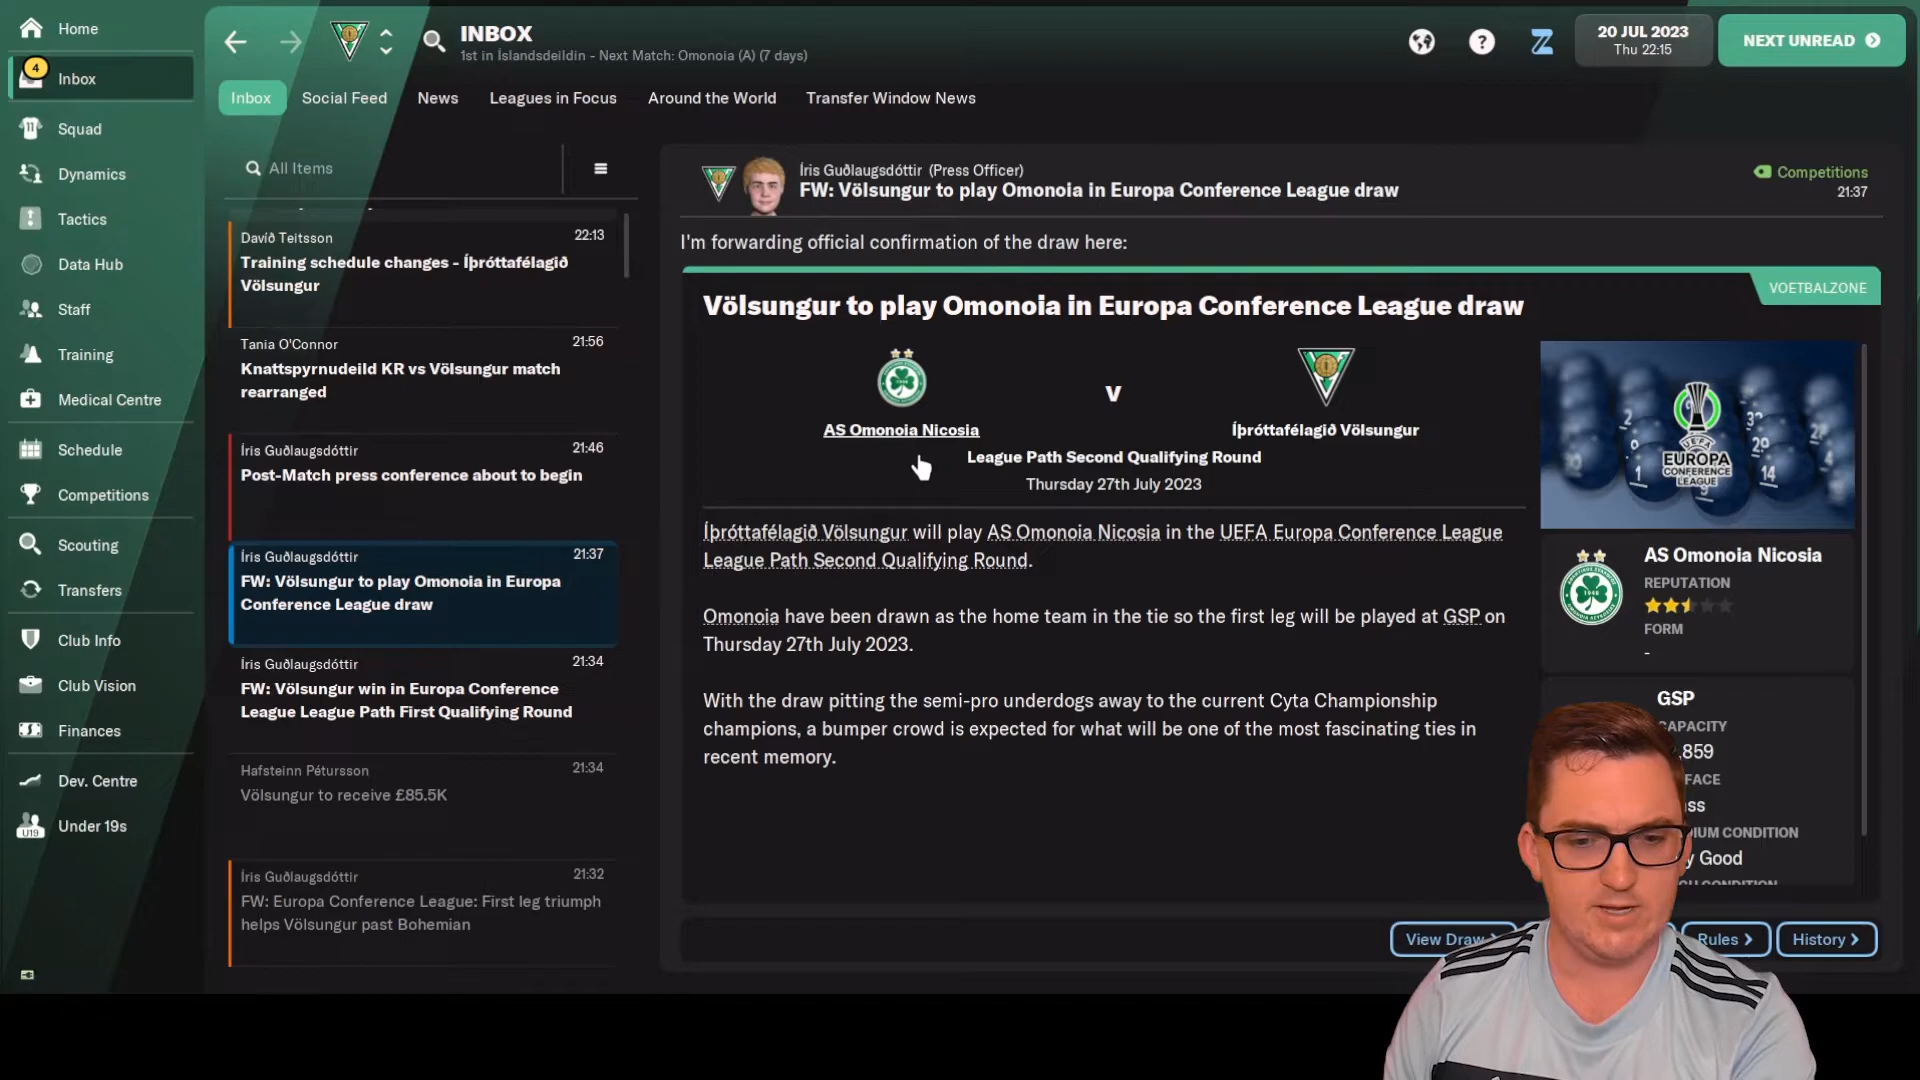 Home
4
Inbox
Squad
Dynamics
Tactics
Data Hub
Staff
Training
Medical Centre
Schedule
Competitions
Scouting
Transfers
Club Info
Club Vision
Finances
Dev. Centre
U19
Under 19s
INBOX
1st in Íslandsdeildin - Next Match: Omonoia (A) (7 days)
20 JUL 2023
Thu 22:15
NEXT UNREAD
Inbox
Social Feed
News
Leagues in Focus
Around the World
Transfer Window News
All Items
Davíð Teitsson
22:13
Training schedule changes - Íþróttafélagið
Völsungur
Tania O'Connor
21:56
Knattspyrnudeild KR vs Völsungur match
rearranged
Íris Guðlaugsdóttir
21:46
Post-Match press conference about to begin
Íris Guðlaugsdóttir
21:37
FW: Völsungur to play Omonoia in Europa
Conference League draw
Íris Guðlaugsdóttir
21:34
FW: Völsungur win in Europa Conference
League League Path First Qualifying Round
Hafsteinn Pétursson
21:34
Völsungur to receive £85.5K
Íris Guðlaugsdóttir
21:32
FW: Europa Conference League: First leg triumph
helps Völsungur past Bohemian
Íris Guðlaugsdóttir (Press Officer)
FW: Völsungur to play Omonoia in Europa Conference League draw
Competitions
21:37
I'm forwarding official confirmation of the draw here:
VOETBALZONE
Völsungur to play Omonoia in Europa Conference League draw
v
AS Omonoia Nicosia
Íþróttafélagið Völsungur
League Path Second Qualifying Round
Thursday 27th July 2023
Íþróttafélagið Völsungur will play AS Omonoia Nicosia in the UEFA Europa Conference League
League Path Second Qualifying Round.
Omonoia have been drawn as the home team in the tie so the first leg will be played at GSP on
Thursday 27th July 2023.
With the draw pitting the semi-pro underdogs away to the current Cyta Championship
champions, a bumper crowd is expected for what will be one of the most fascinating ties in
recent memory.
UEFA
EUROPA
CONFERENCE
LEAGUE
AS Omonoia Nicosia
REPUTATION
FORM
-
GSP
CAPACITY
,859
FACE
ss
DIUM CONDITION
y Good
View Draw
Rules
History